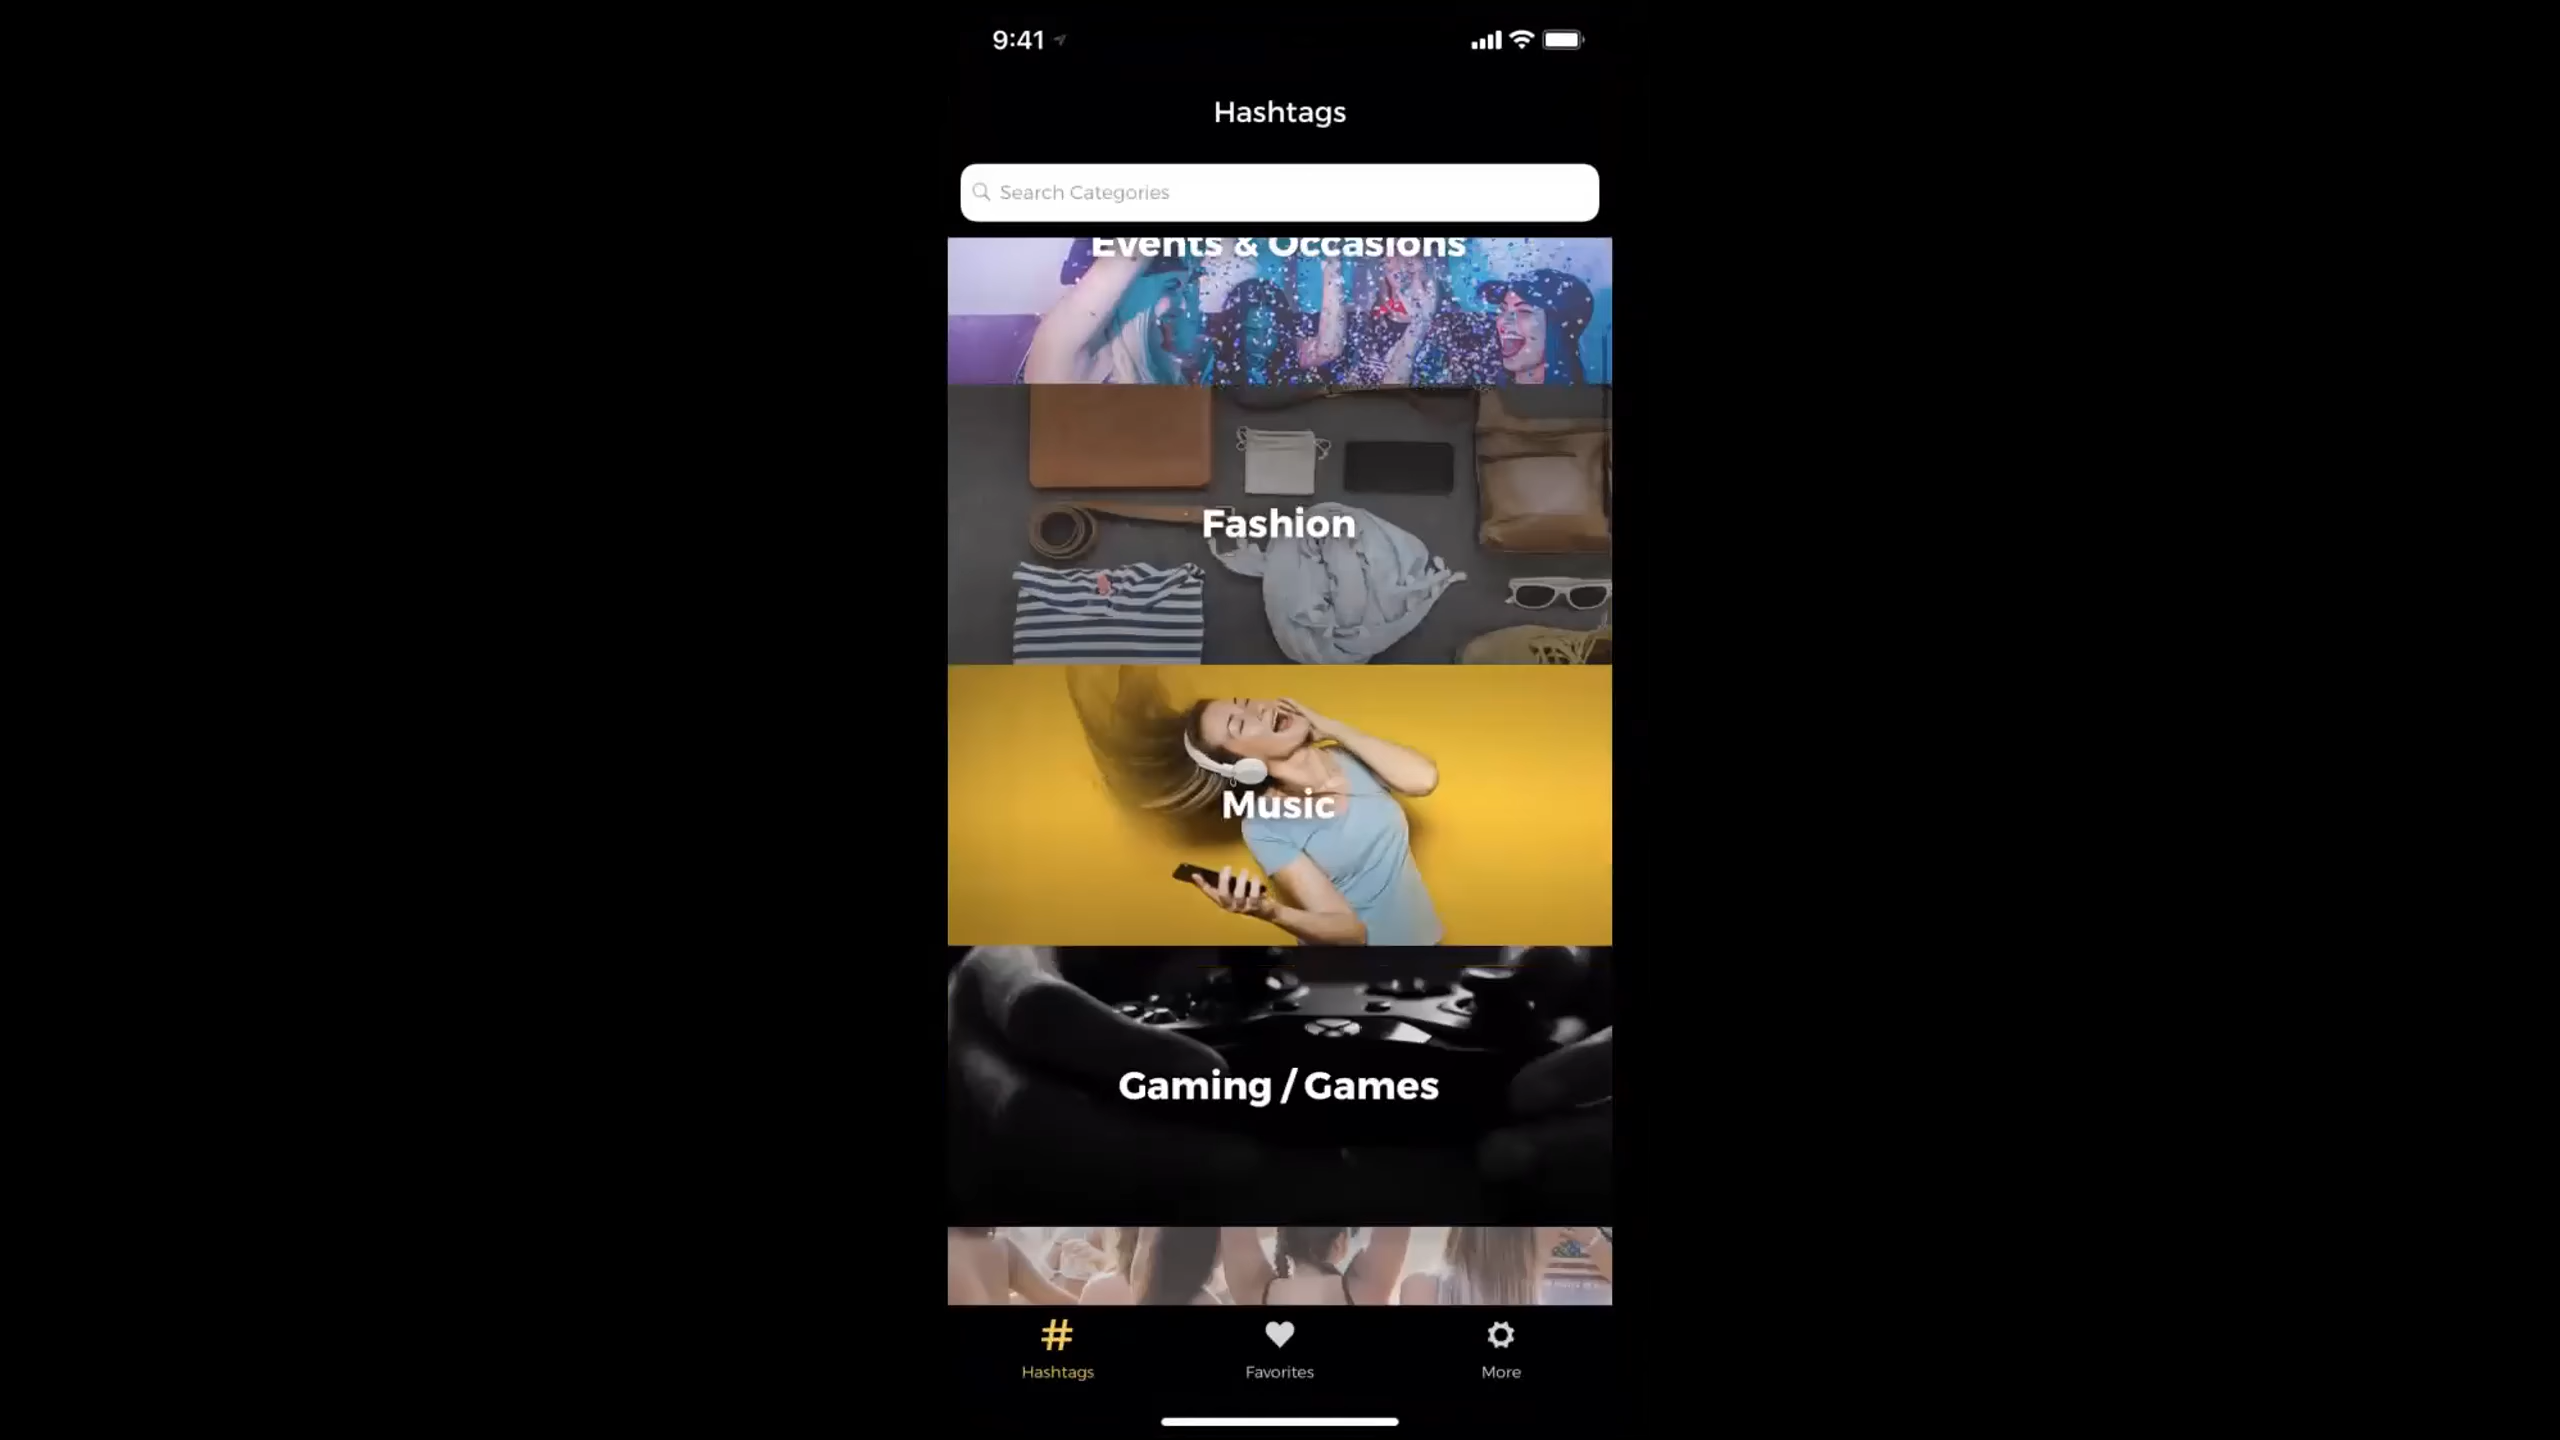 9:41
Hashtags
Search Categories
Events & Occasions
Fashion
Music
Gaming / Games
Hashtags
Favorites
More